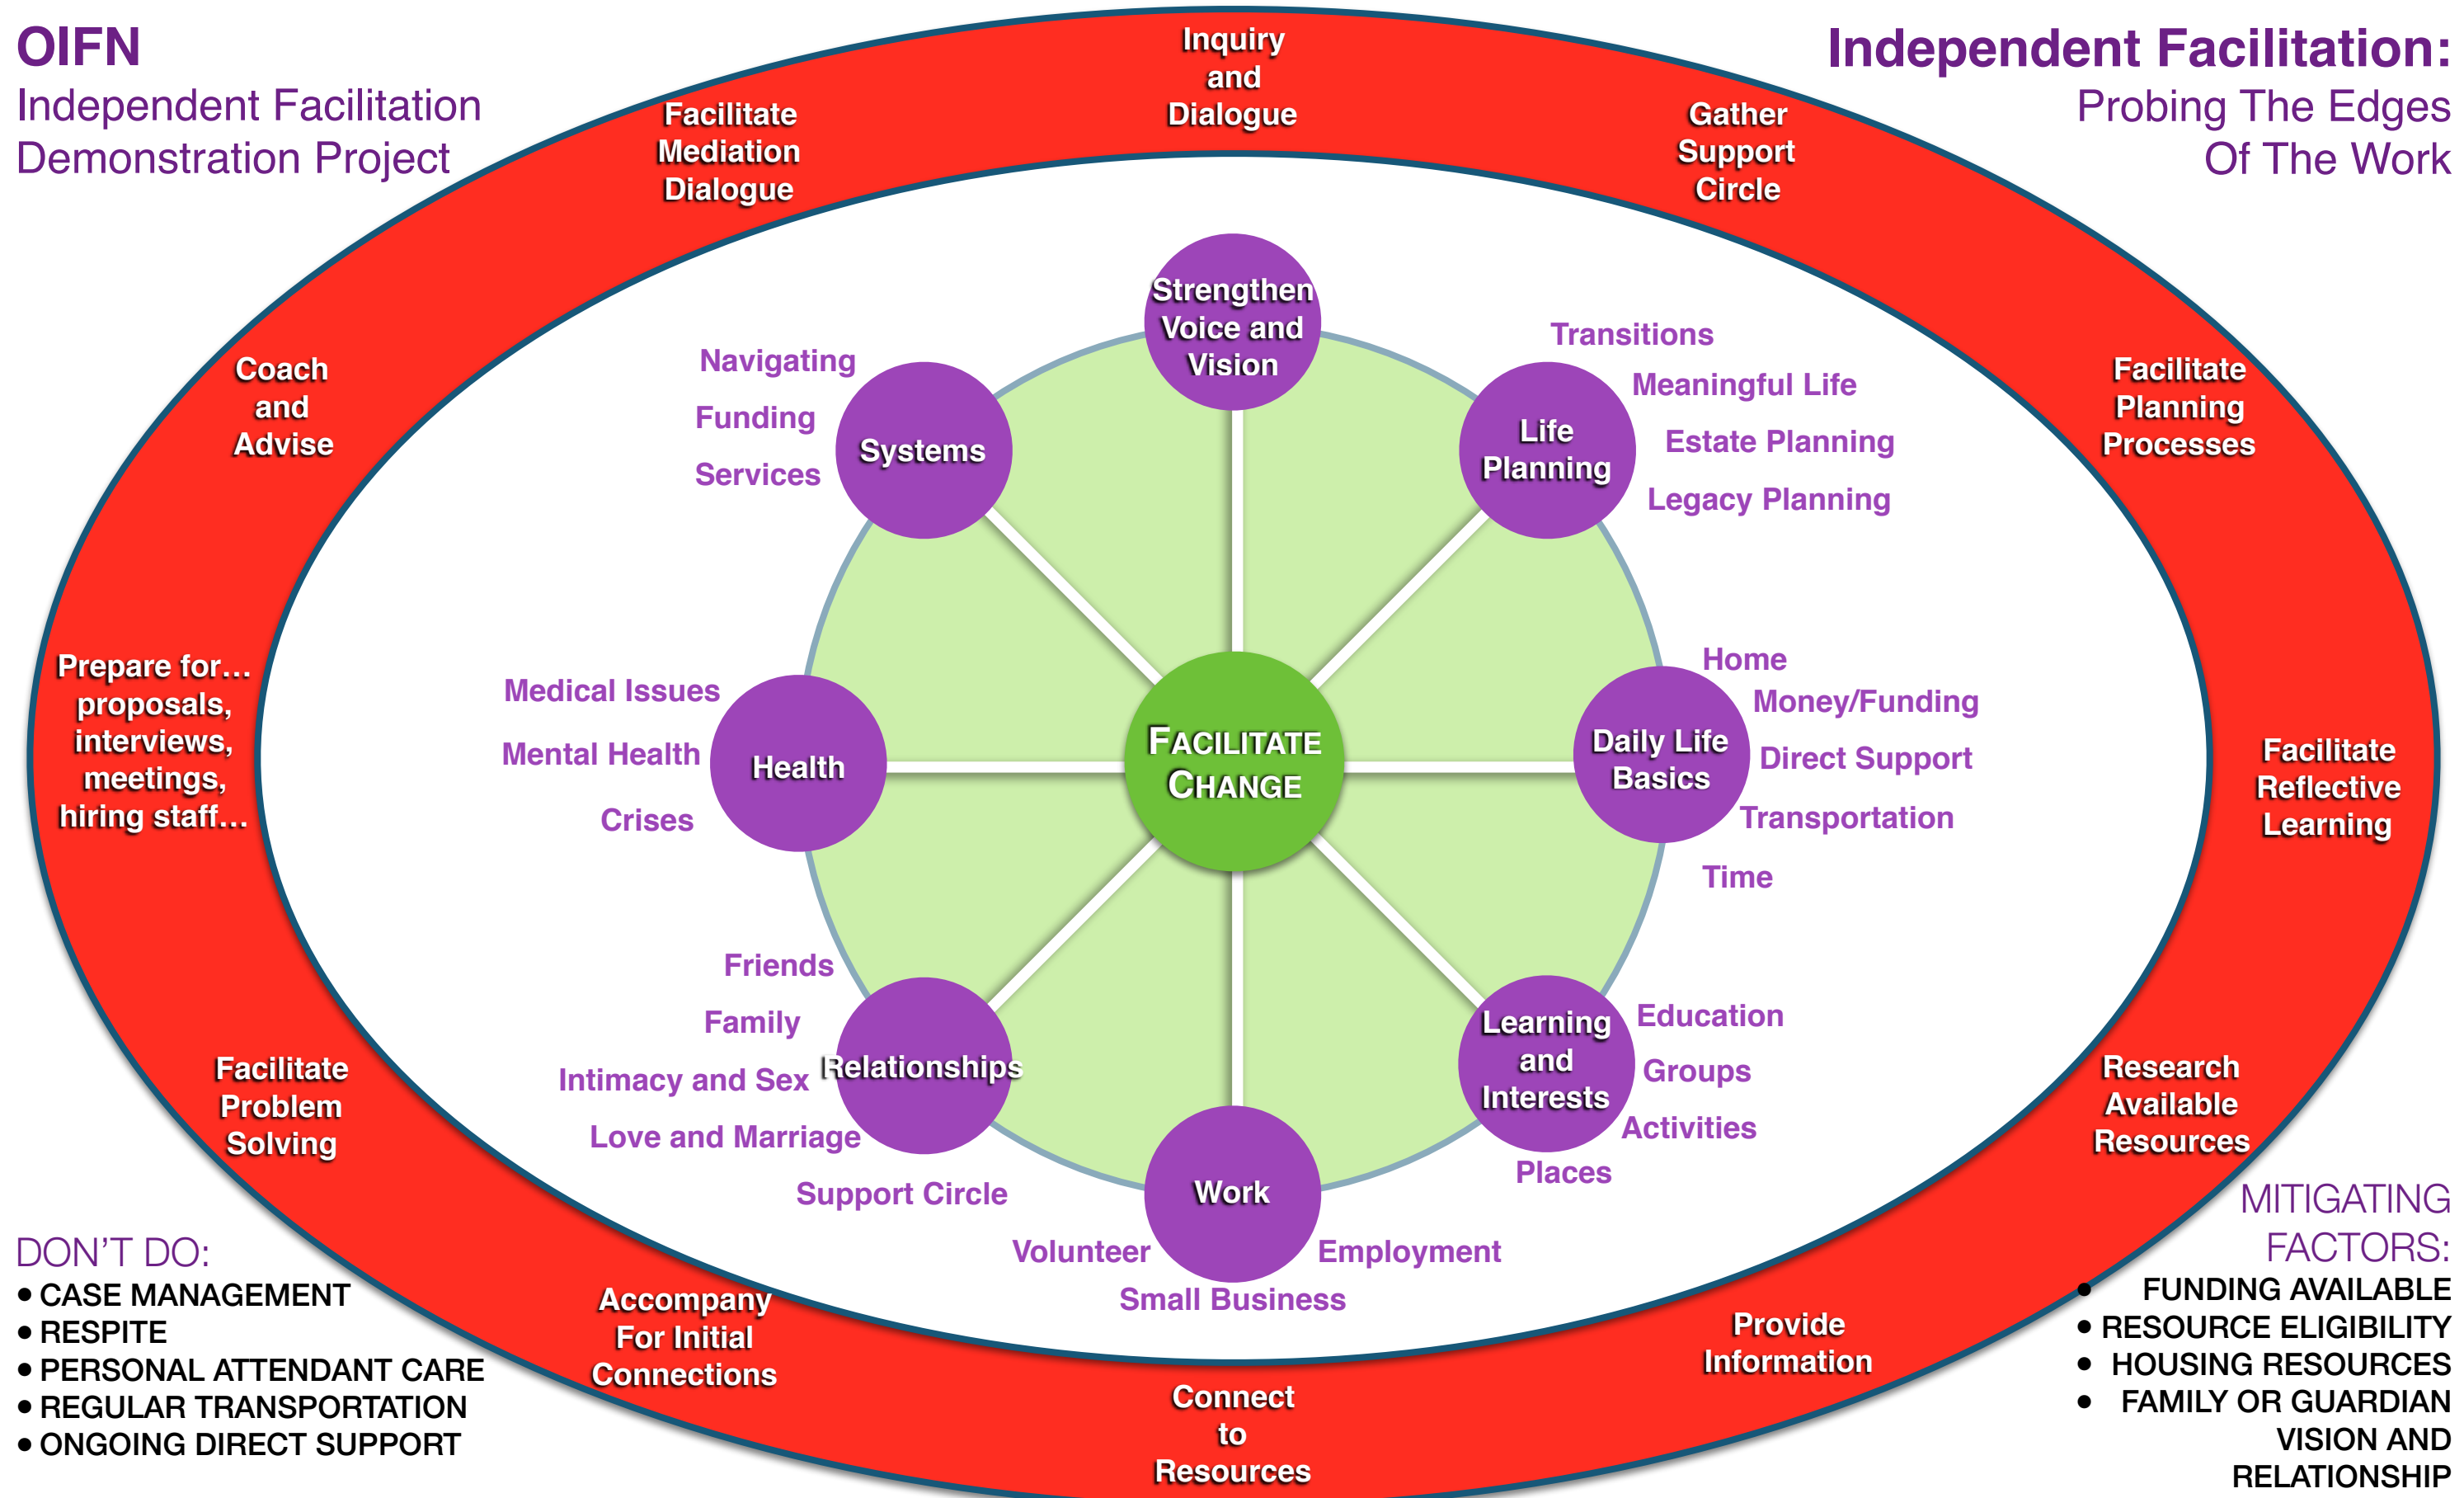 OIFN
Independent Facilitation
Demonstration Project
Independent Facilitation:
Probing The Edges
Of The Work
Inquiry
and
Dialogue
Gather
Support
Circle
Facilitate
Planning
Processes
Facilitate
Reflective
Learning
Research
Available
Resources
Provide
Information
Connect
to
Resources
Accompany
For Initial
Connections
Facilitate
Problem
Solving
Prepare for…
proposals,
interviews,
meetings,
hiring staff…
Coach
and
Advise
Facilitate
Mediation
Dialogue
Strengthen
Voice and
Vision
Life
Planning
Transitions
Meaningful Life
Estate Planning
Legacy Planning
Daily Life
Basics
Home
Money/Funding
Direct Support
Transportation
Time
Learning
and
Interests
Education
Groups
Activities
Places
Work
Volunteer
Employment
Small Business
Relationships
Friends
Family
Intimacy and Sex
Love and Marriage
Support Circle
Health
Medical Issues
Mental Health
Crises
Systems
Navigating
Funding
Services
FACILITATE
CHANGE
DON'T DO:
• CASE MANAGEMENT
• RESPITE
• PERSONAL ATTENDANT CARE
• REGULAR TRANSPORTATION
• ONGOING DIRECT SUPPORT
MITIGATING
FACTORS:
• FUNDING AVAILABLE
• RESOURCE ELIGIBILITY
• HOUSING RESOURCES
• FAMILY OR GUARDIAN
VISION AND
RELATIONSHIP